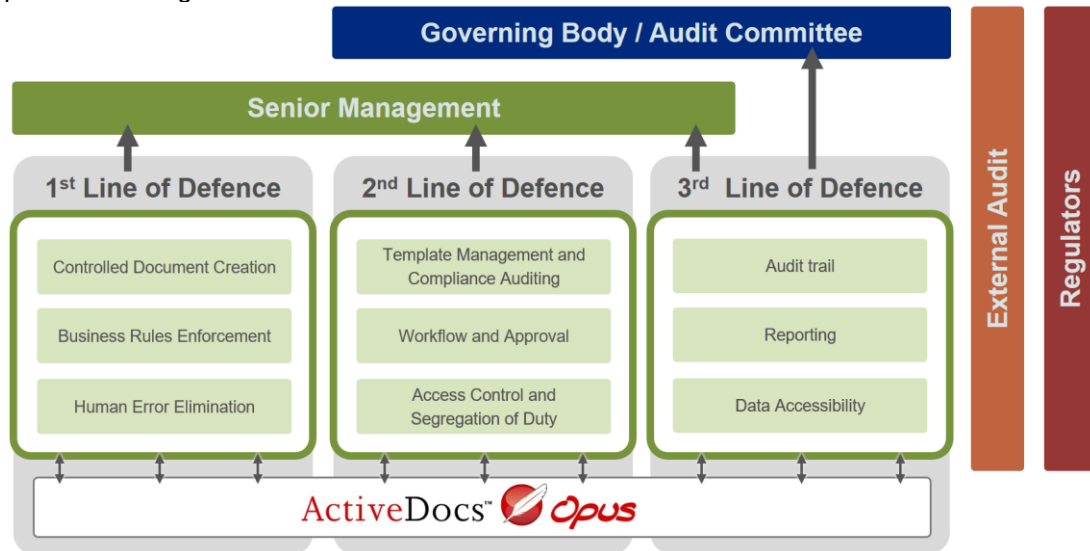 Governing Body / Audit Committee
Senior Management
1st Line of Defence
Controlled Document Creation
Business Rules Enforcement
Human Error Elimination
2nd Line of Defence
Template Management and
Compliance Auditing
Workflow and Approval
Access Control and
Segregation of Duty
3rd Line of Defence
Audit trail
Reporting
Data Accessibility
External Audit
Regulators
ActiveDocs™ Opus